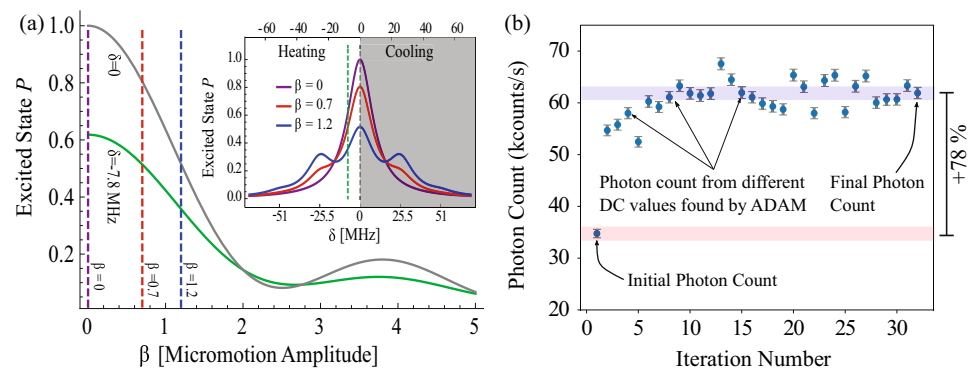 (a)
Excited State P
1.0
0.8
0.6
0.4
0.2
δ=0
δ=-7.8 MHz
β = 0
β=0.7
β=1.2
0 1 2 3 4 5
β [Micromotion Amplitude]
-60 -40 -20 0 20 40 60
Heating Cooling
β = 0
β = 0.7
β = 1.2
Excited State P
1.0
0.8
0.6
0.4
0.2
0.0
-51 -25.5 0 25.5 51
δ [MHz]
(b)
Photon Count (kcounts/s)
70
60
50
40
30
20
Photon count from different
DC values found by ADAM
Final Photon
Count
Initial Photon Count
+78 %
0 5 10 15 20 25 30
Iteration Number